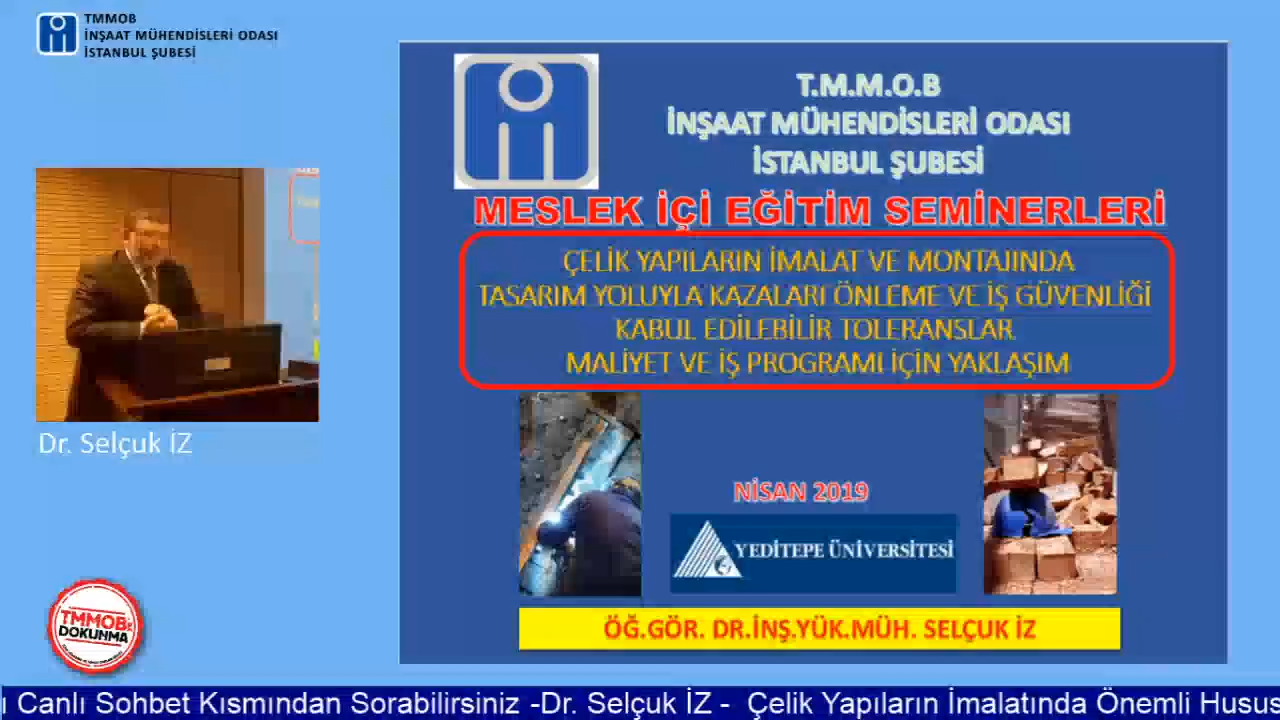 TMMOB
İNŞAAT MÜHENDİSLERİ ODASI
İSTANBUL ŞUBESİ
T.M.M.O.B
İNŞAAT MÜHENDİSLERİ ODASI
İSTANBUL ŞUBESİ
MESLEK İÇİ EĞİTİM SEMİNERLERİ
ÇELİK YAPILARIN İMALAT VE MONTAJINDA
TASARIM YOLUYLA KAZALARI ÖNLEME VE İŞ GÜVENLİĞİ
KABUL EDİLEBİLİR TOLERANSLAR
MALİYET VE İŞ PROGRAMI İÇİN YAKLAŞIM
Dr. Selçuk İZ
NİSAN 2019
YEDİTEPE ÜNİVERSİTESİ
TMMOB'a
DOKUNMA
ÖĞ.GÖR. DR.İNŞ.YÜK.MÜH. SELÇUK İZ
ı Canlı Sohbet Kısmından Sorabilirsiniz -Dr. Selçuk İZ - Çelik Yapıların İmalatında Önemli Husus